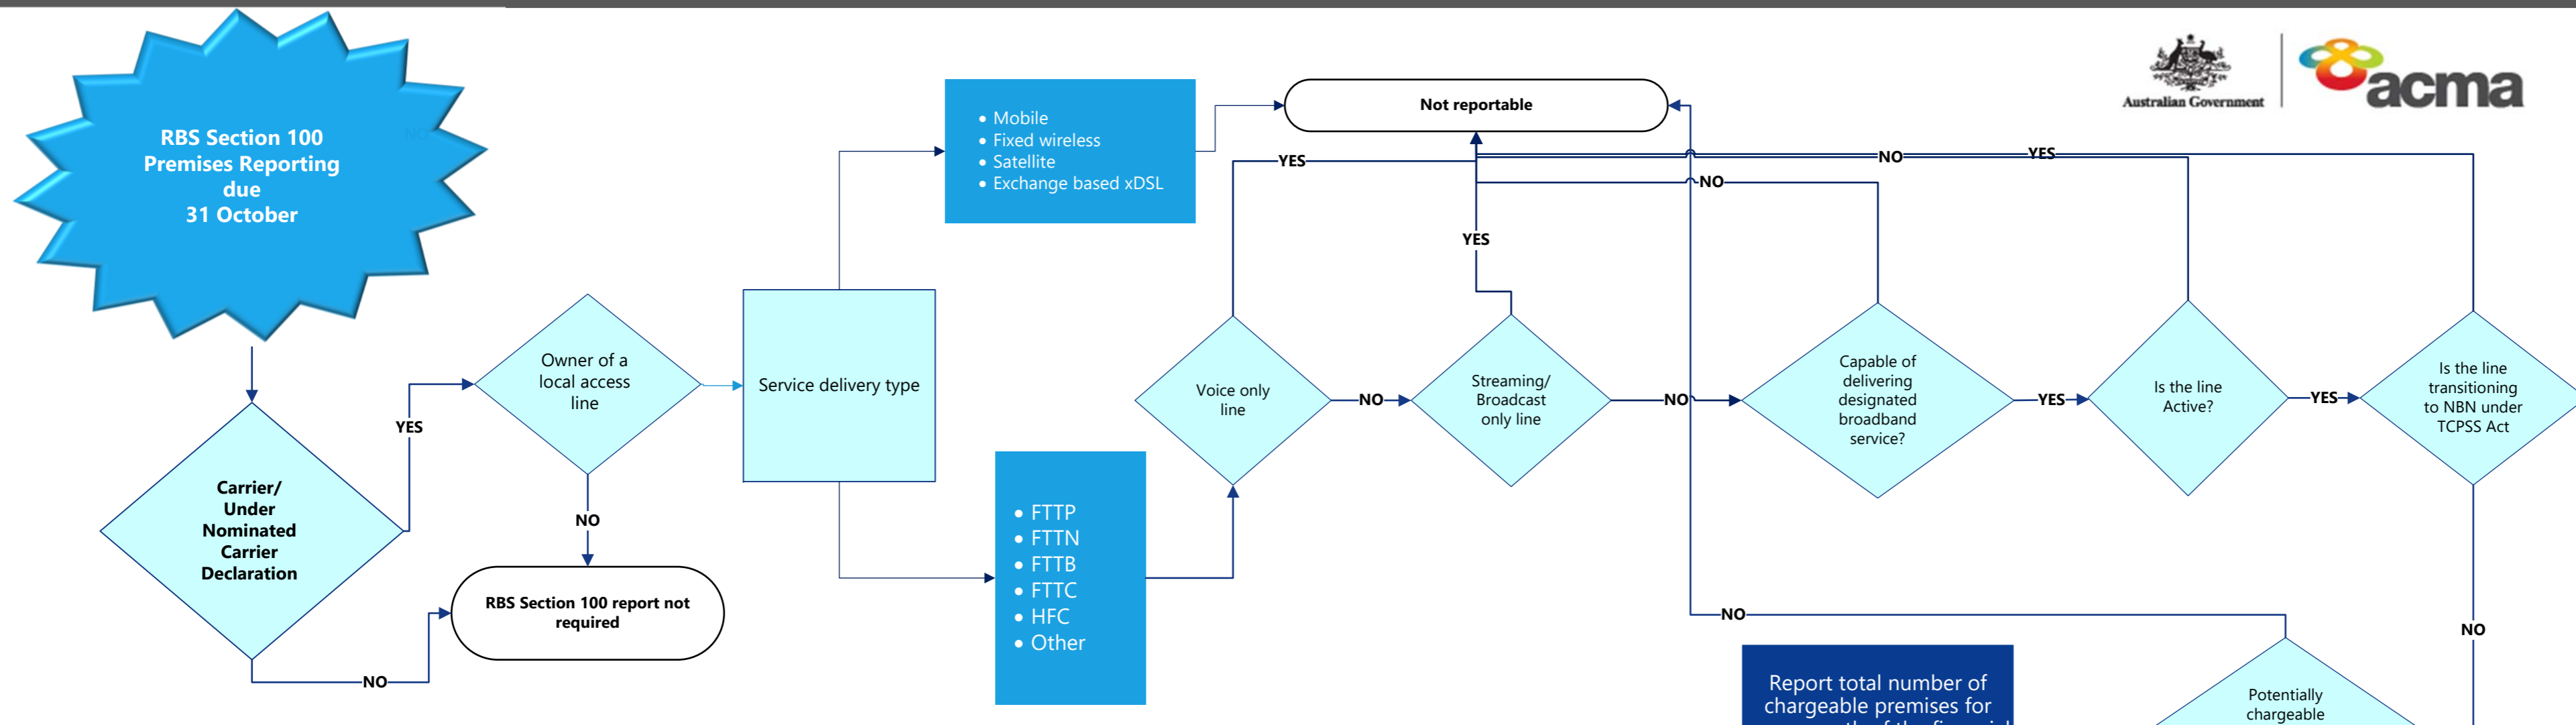 RBS Section 100
Premises Reporting
due
31 October
NO
Australian Government
acma
• Mobile
• Fixed wireless
• Satellite
• Exchange based xDSL
Not reportable
YES
NO
YES
NO
YES
Owner of a
local access
line
Service delivery type
YES
NO
Carrier/
Under
Nominated
Carrier
Declaration
NO
RBS Section 100 report not
required
• FTTP
• FTTN
• FTTB
• FTTC
• HFC
• Other
Voice only
line
NO
Streaming/
Broadcast
only line
NO
Capable of
delivering
designated
broadband
service?
YES
Is the line
Active?
YES
Is the line
transitioning
to NBN under
TCPSS Act
NO
NO
Report total number of
chargeable premises for
Potentially
chargeable